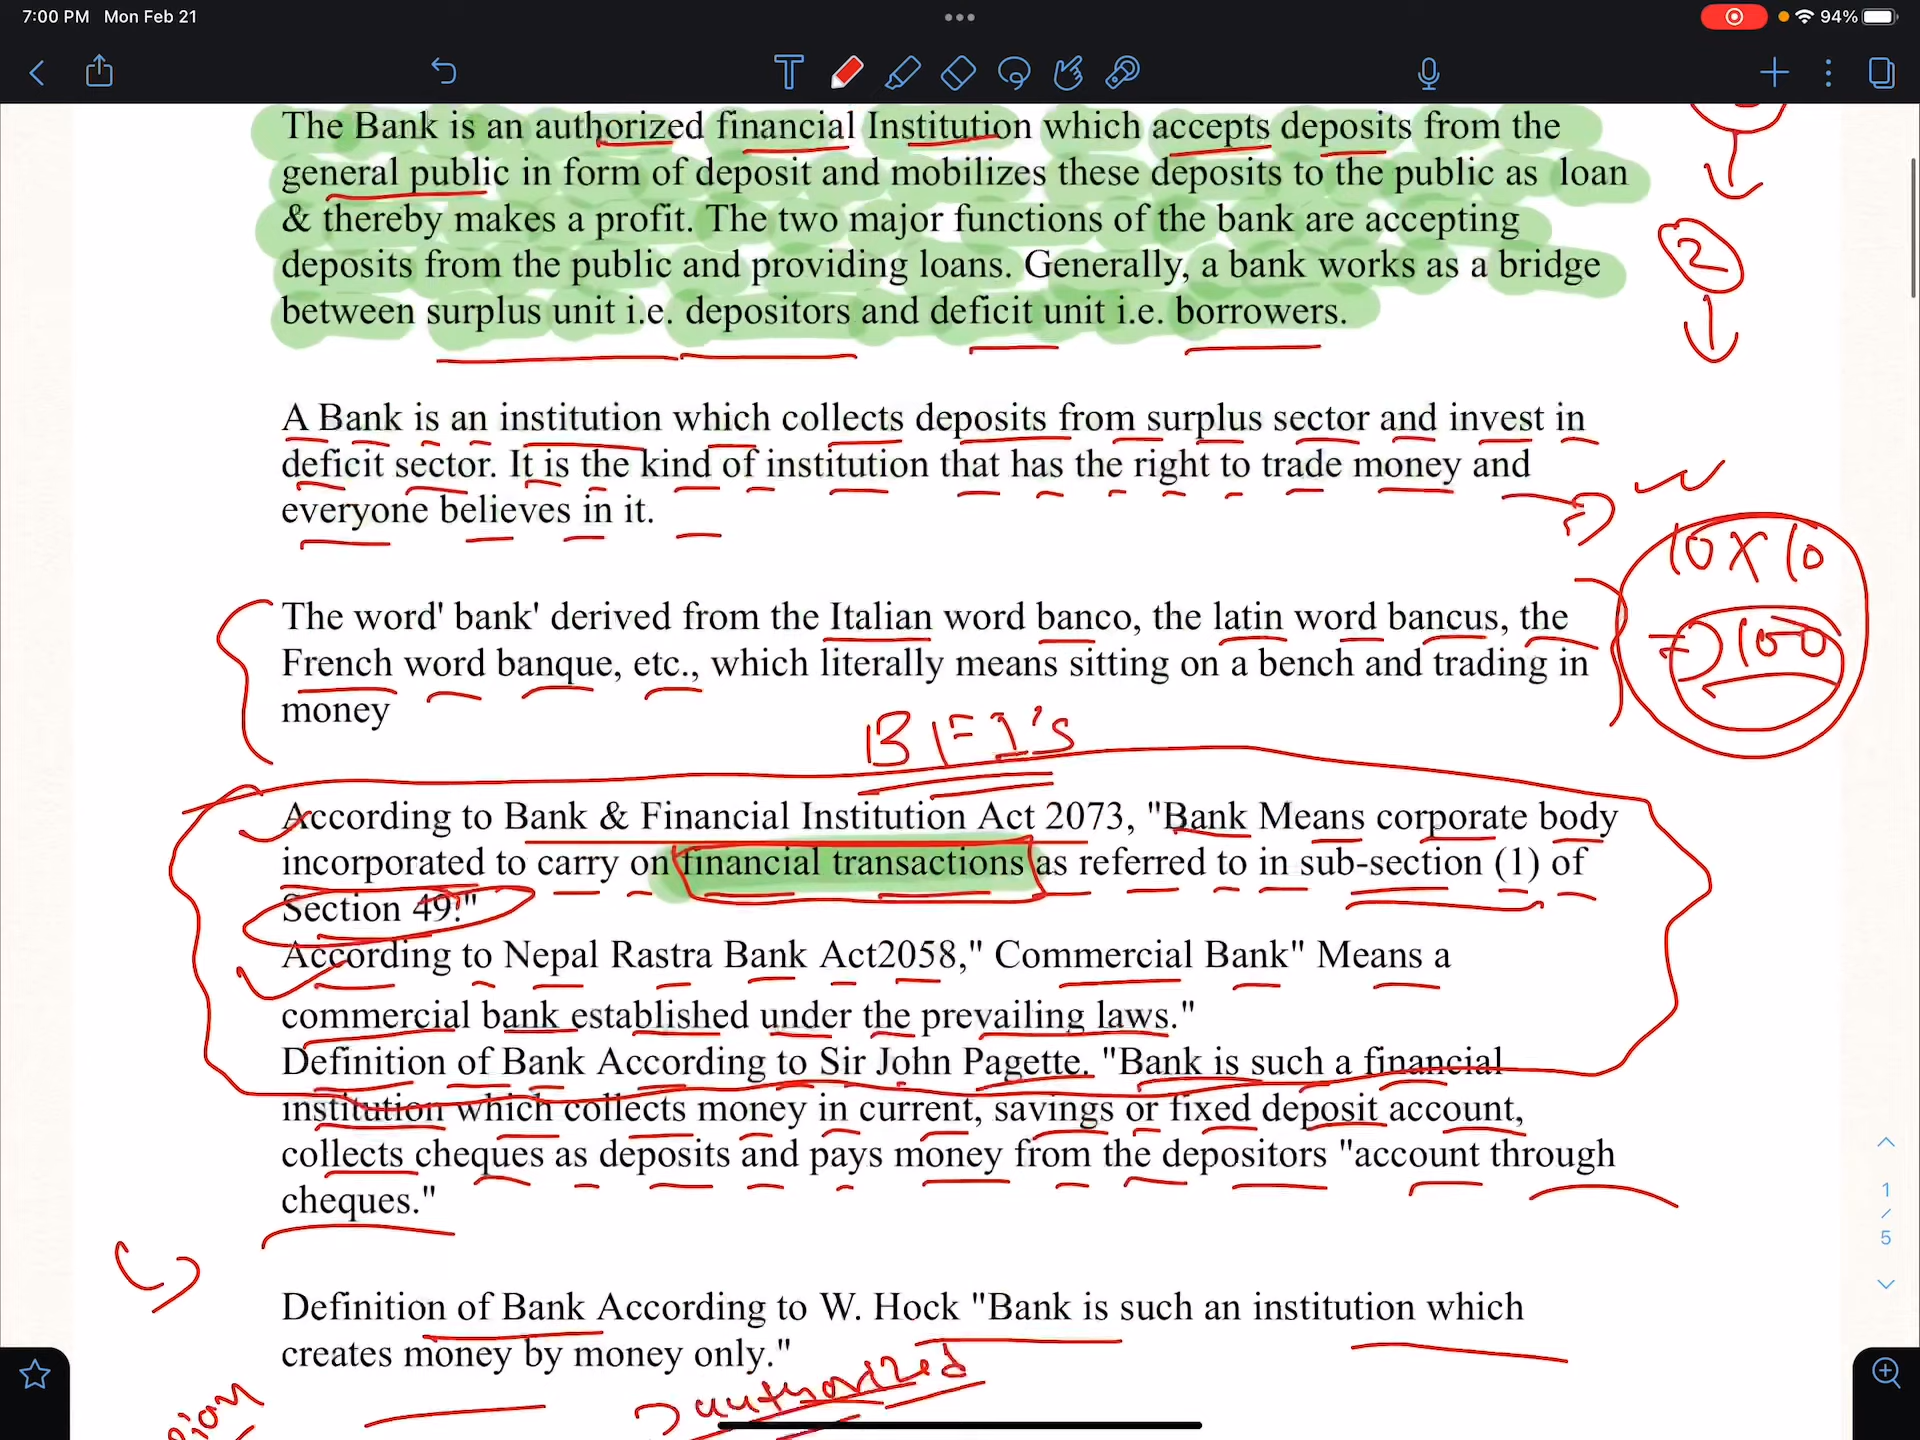 7:00 PM Mon Feb 21
94%
The Bank is an authorized financial Institution which accepts deposits from the
general public in form of deposit and mobilizes these deposits to the public as loan
& thereby makes a profit. The two major functions of the bank are accepting
deposits from the public and providing loans. Generally, a bank works as a bridge
between surplus unit i.e. depositors and deficit unit i.e. borrowers.
2
A Bank is an institution which collects deposits from surplus sector and invest in
deficit sector. It is the kind of institution that has the right to trade money and
everyone believes in it.
10 X 10
100
The word' bank' derived from the Italian word banco, the latin word bancus, the
French word banque, etc., which literally means sitting on a bench and trading in
money
BFI's
According to Bank & Financial Institution Act 2073, "Bank Means corporate body
incorporated to carry on financial transactions as referred to in sub-section (1) of
Section 49."
According to Nepal Rastra Bank Act2058," Commercial Bank" Means a
commercial bank established under the prevailing laws."
Definition of Bank According to Sir John Pagette. "Bank is such a financial
institution which collects money in current, savings or fixed deposit account,
collects cheques as deposits and pays money from the depositors "account through
cheques."
1
/
5
Definition of Bank According to W. Hock "Bank is such an institution which
creates money by money only."
authorized